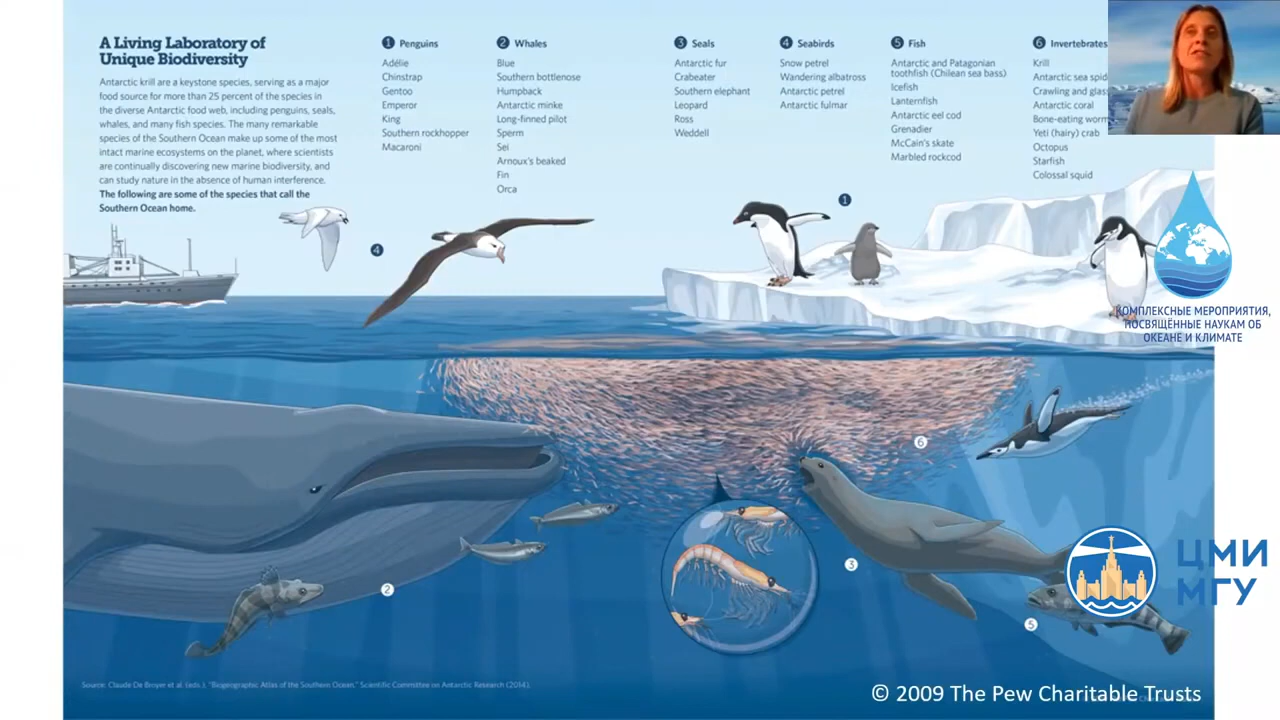 A Living Laboratory of
Unique Biodiversity
Antarctic krill are a keystone species, serving as a major
food source for more than 25 percent of the species in
the diverse Antarctic food web, including penguins, seals,
whales, and many fish species. The many remarkable
species of the Southern Ocean make up some of the most
intact marine ecosystems on the planet, where scientists
are continually discovering new marine biodiversity, and
can study nature in the absence of human interference.
The following are some of the species that call the
Southern Ocean home.
1 Penguins
Adélie
Chinstrap
Gentoo
Emperor
King
Southern rockhopper
Macaroni
2 Whales
Blue
Southern bottlenose
Humpback
Antarctic minke
Long-finned pilot
Sperm
Sei
Arnoux's beaked
Fin
Orca
3 Seals
Antarctic fur
Crabeater
Southern elephant
Leopard
Ross
Weddell
4 Seabirds
Snow petrel
Wandering albatross
Antarctic petrel
Antarctic fulmar
5 Fish
Antarctic and Patagonian
toothfish (Chilean sea bass)
Icefish
Lanternfish
Antarctic eel cod
Grenadier
McCain's skate
Marbled rockcod
6 Invertebrates
Krill
Antarctic sea
Crawling and
Antarctic coral
Bone-eating
Yeti (hairy) crab
Octopus
Starfish
Colossal squid
1
4
6
3
2
5
КОМПЛЕКСНЫЕ МЕРОПРИЯТИЯ,
ПОСВЯЩЁННЫЕ НАУКАМ ОБ
ОКЕАНЕ И КЛИМАТЕ
ЦМИ
МГУ
Source: Claude De Broyer et al. (eds.), "Biogeographic Atlas of the Southern Ocean," Scientific Committee on Antarctic Research (2014).
© 2009 The Pew Charitable Trusts